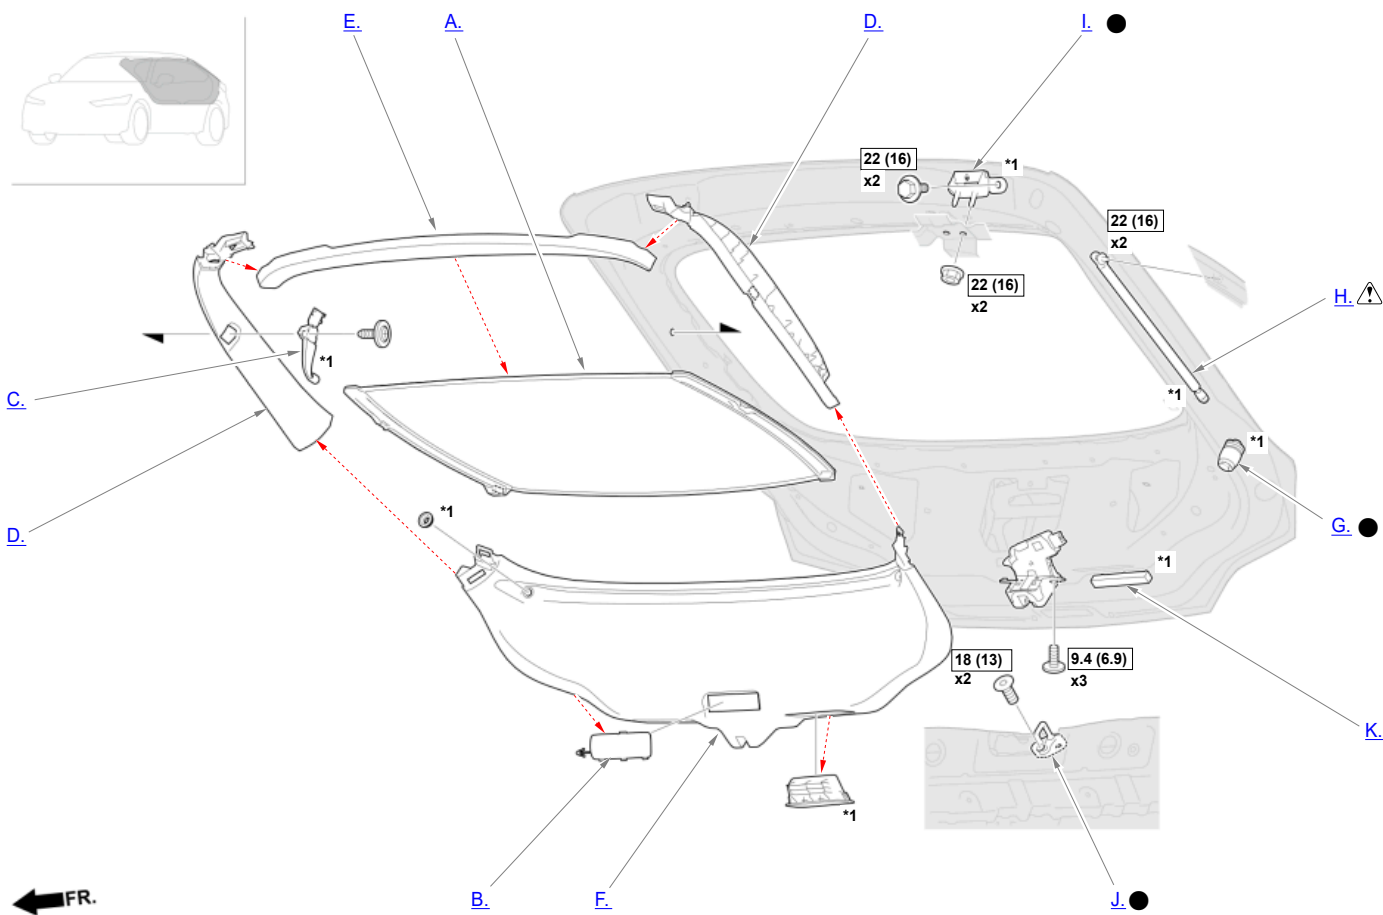 E.
A.
D.
I.
22 (16)
x2
*1
22 (16)
x2
22 (16)
x2
H.
*1
C.
*1
*1
G.
D.
*1
*1
18 (13)
x2
9.4 (6.9)
x3
K.
*1
B.
F.
J.
FR.